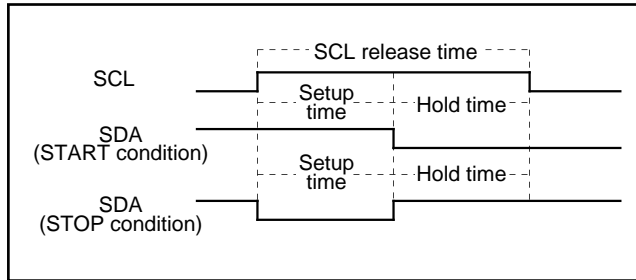 SCL release time
SCL
Setup
time
Hold time
SDA
(START condition)
Setup
time
Hold time
SDA
(STOP condition)